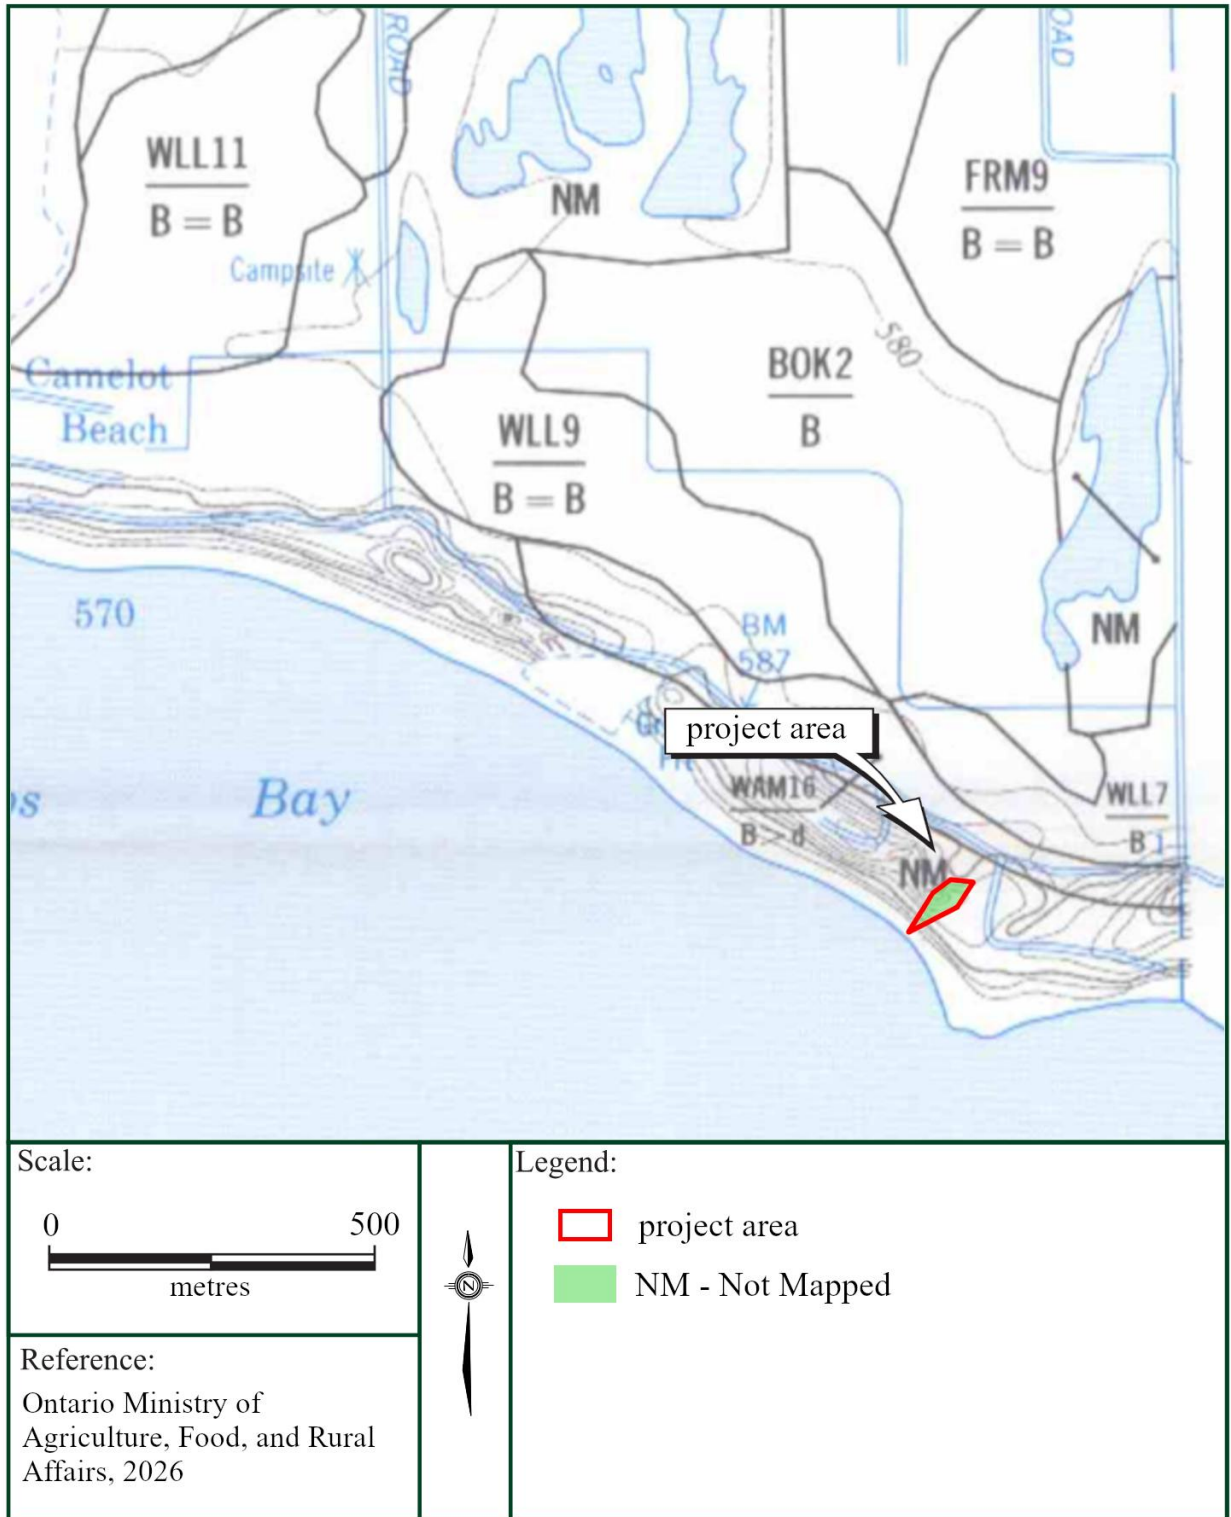 ROAD
OAD
WLL11
B = B
NM
FRM9
B = B
Campsite
580
BOK2
B
Camelot
Beach
WLL9
B = B
570
BM
587
NM
project area
Bay
WAM16
B > d
WLL7
B
NM
Scale:
0 500
metres
Reference:
Ontario Ministry of
Agriculture, Food, and Rural
Affairs, 2026
N
Legend:
project area
NM - Not Mapped